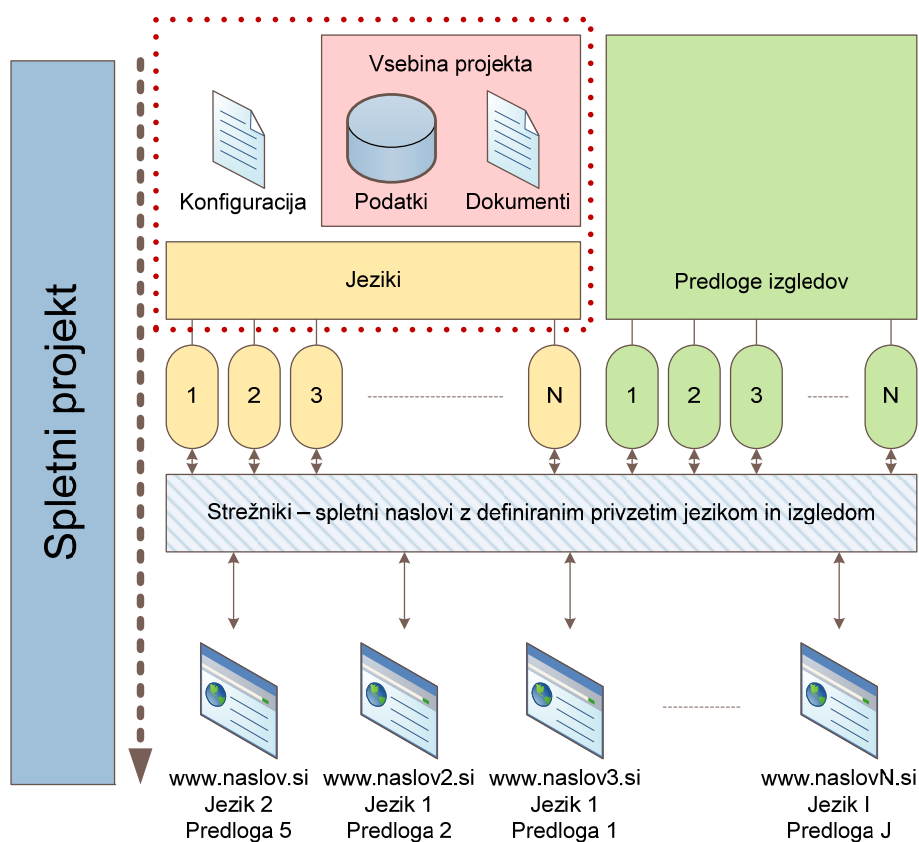 Spletni projekt
Vsebina projekta
Konfiguracija
Podatki
Dokumenti
Jeziki
Predloge izgledov
1
2
3
N
1
2
3
N
Strežniki – spletni naslovi z definiranim privzetim jezikom in izgledom
www.naslov.si
Jezik 2
Predloga 5
www.naslov2.si
Jezik 1
Predloga 2
www.naslov3.si
Jezik 1
Predloga 1
www.naslovN.si
Jezik I
Predloga J